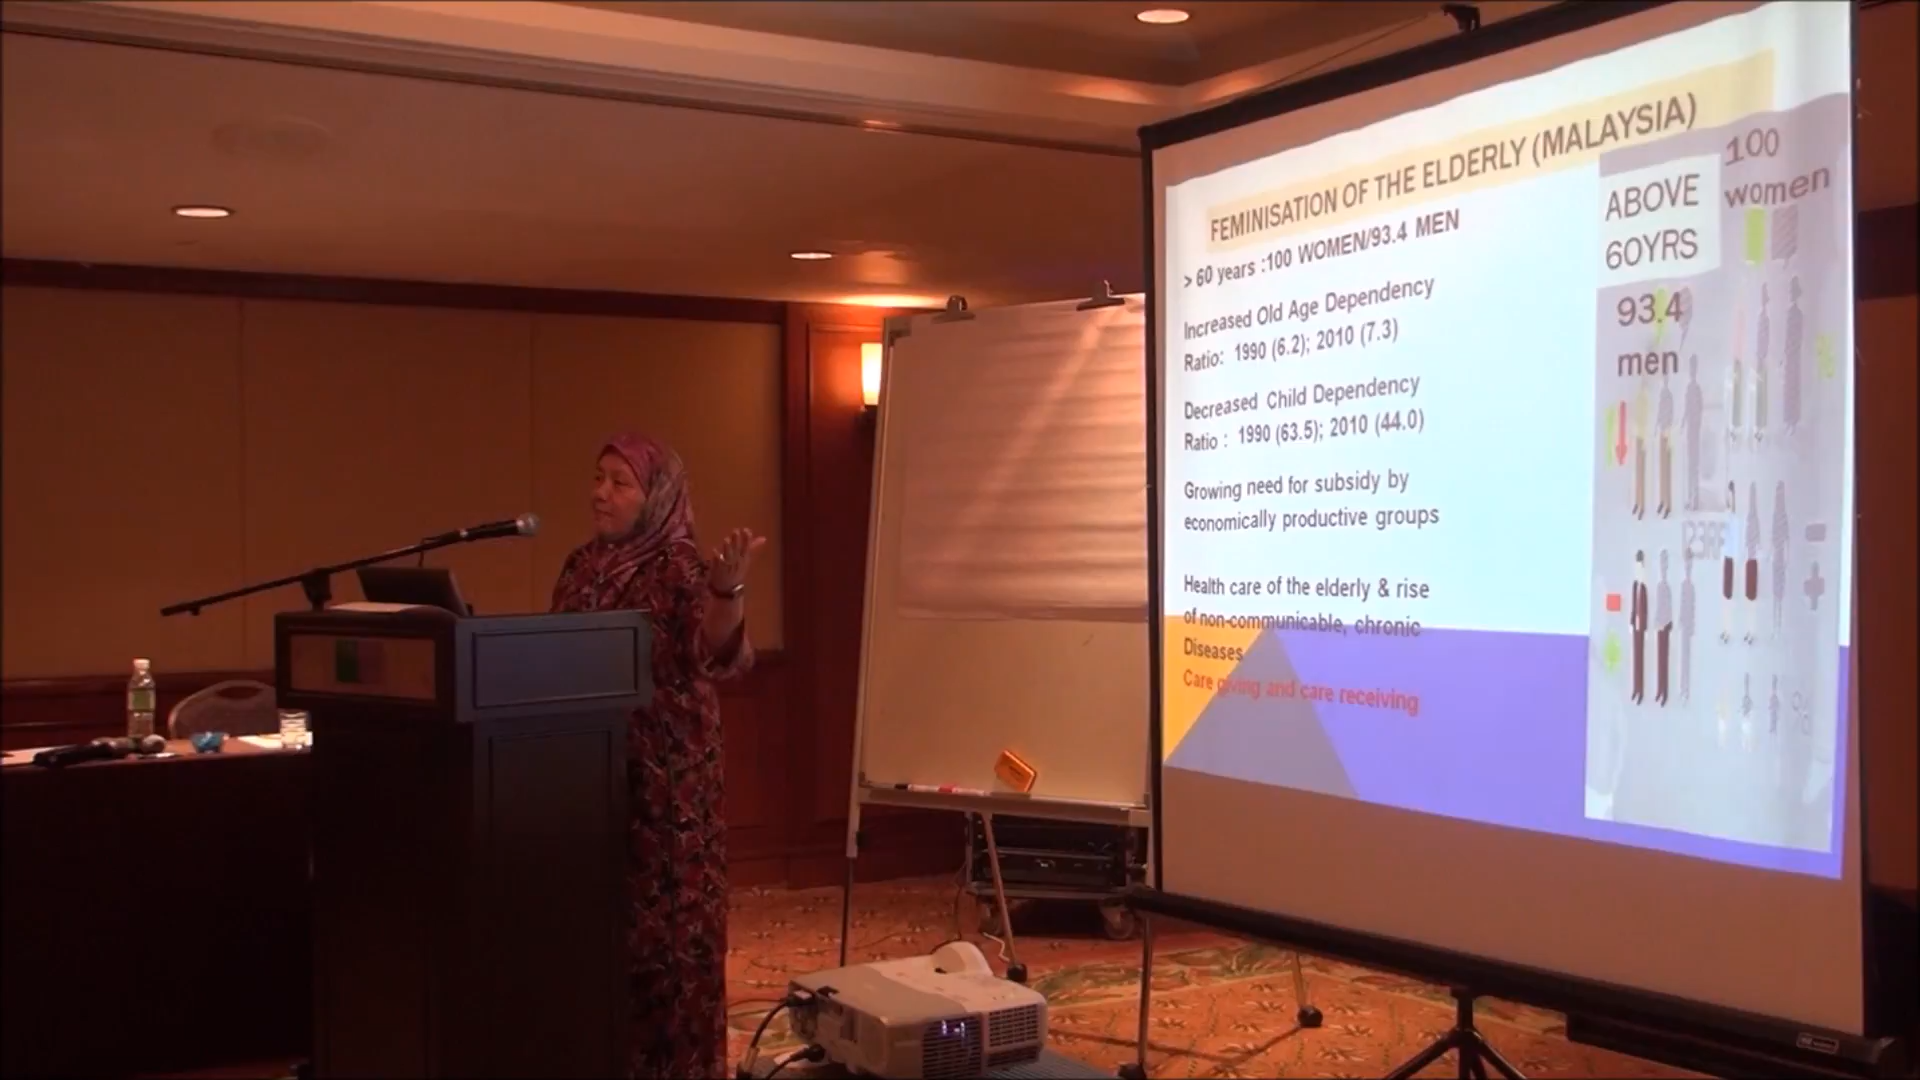 FEMINISATION OF THE ELDERLY (MALAYSIA)
> 60 years :100 WOMEN/93.4 MEN
Increased Old Age Dependency
Ratio: 1990 (6.2); 2010 (7.3)
Decreased Child Dependency
Ratio : 1990 (63.5); 2010 (44.0)
Growing need for subsidy by
economically productive groups
Health care of the elderly & rise
of non-communicable, chronic
Diseases
Care giving and care receiving
100
women
ABOVE
60YRS
93.4
men
123RF